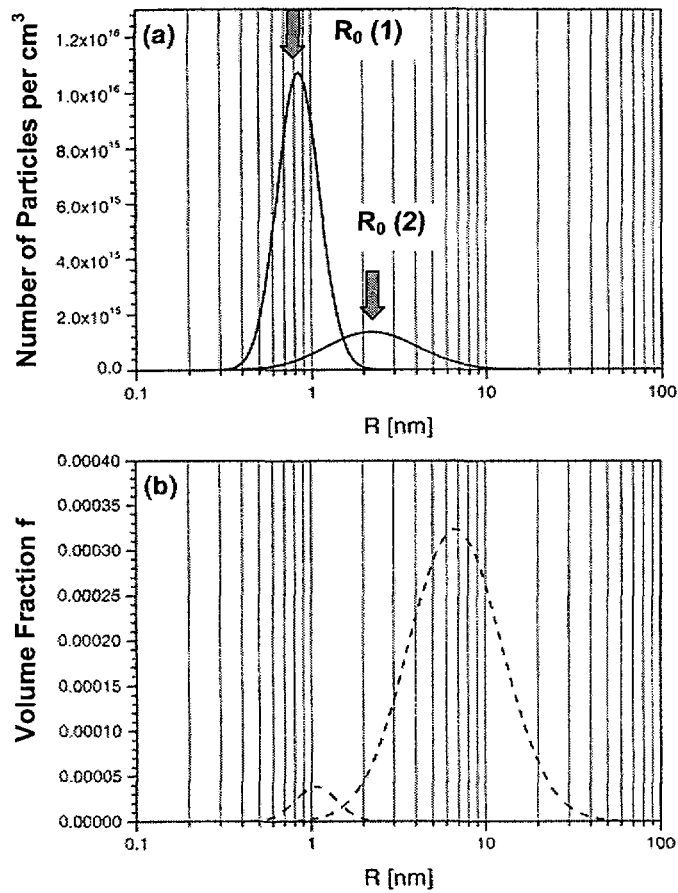 (a)
R₀ (1)
R₀ (2)
Number of Particles per cm³
1.2x10¹⁶
1.0x10¹⁶
8.0x10¹⁵
6.0x10¹⁵
4.0x10¹⁵
2.0x10¹⁵
0.0
0.1
1
10
100
R [nm]
(b)
Volume Fraction f
0.00040
0.00035
0.00030
0.00025
0.00020
0.00015
0.00010
0.00005
0.00000
0.1
1
10
100
R [nm]